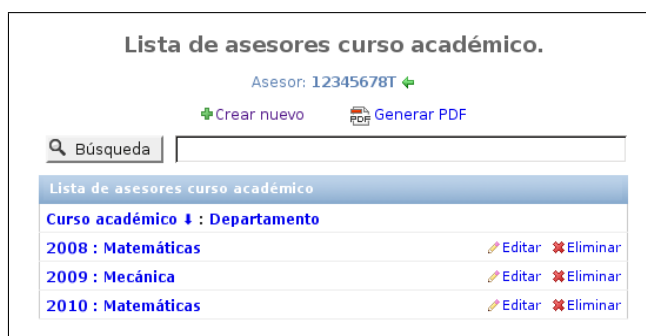 Lista de asesores curso académico.
Asesor: 12345678T
Crear nuevo PDF Generar PDF
Búsqueda
Lista de asesores curso académico
Curso académico : Departamento
2008 : Matemáticas Editar Eliminar
2009 : Mecánica Editar Eliminar
2010 : Matemáticas Editar Eliminar